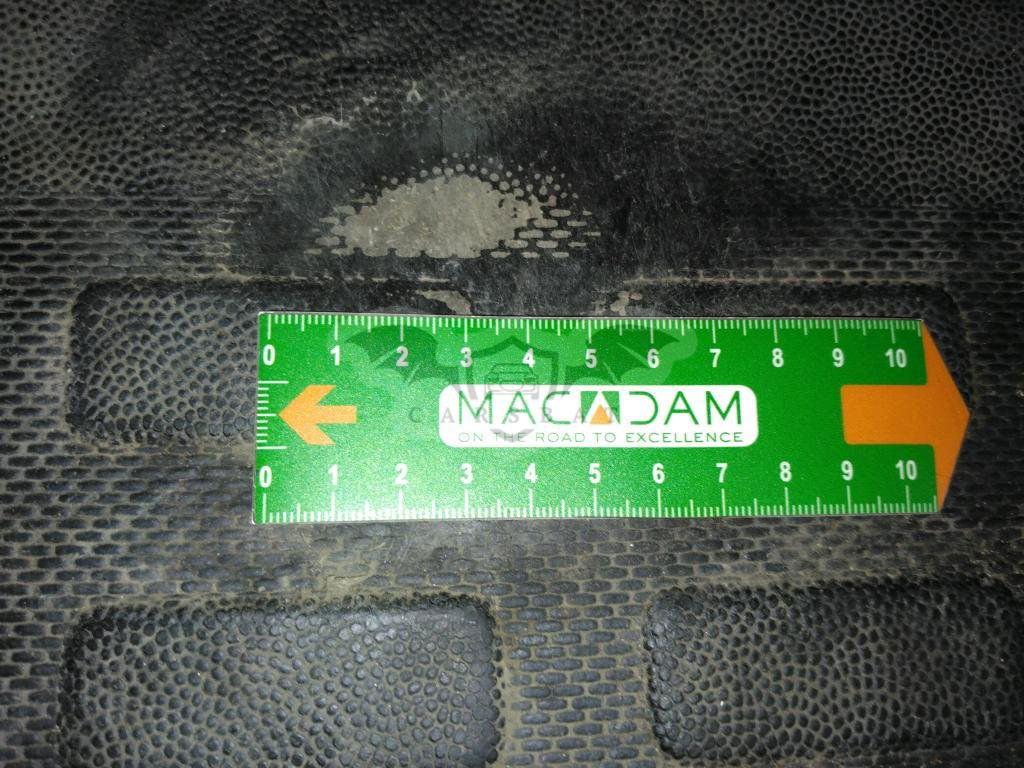 0 1 2 3 4 5 6 7 8 9 10
MACADAM
CARSBAT
ON THE ROAD TO EXCELLENCE
0 1 2 3 4 5 6 7 8 9 10